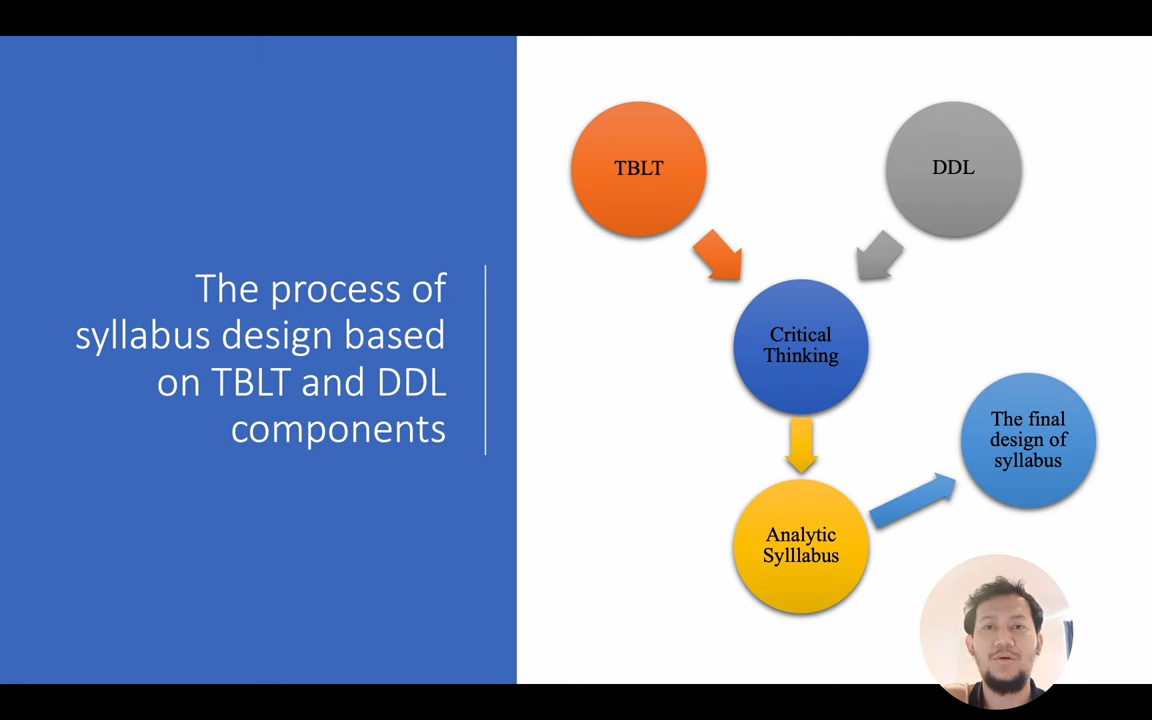 The process of
syllabus design based
on TBLT and DDL
components
TBLT
DDL
Critical
Thinking
The final
design of
syllabus
Analytic
Sylllabus